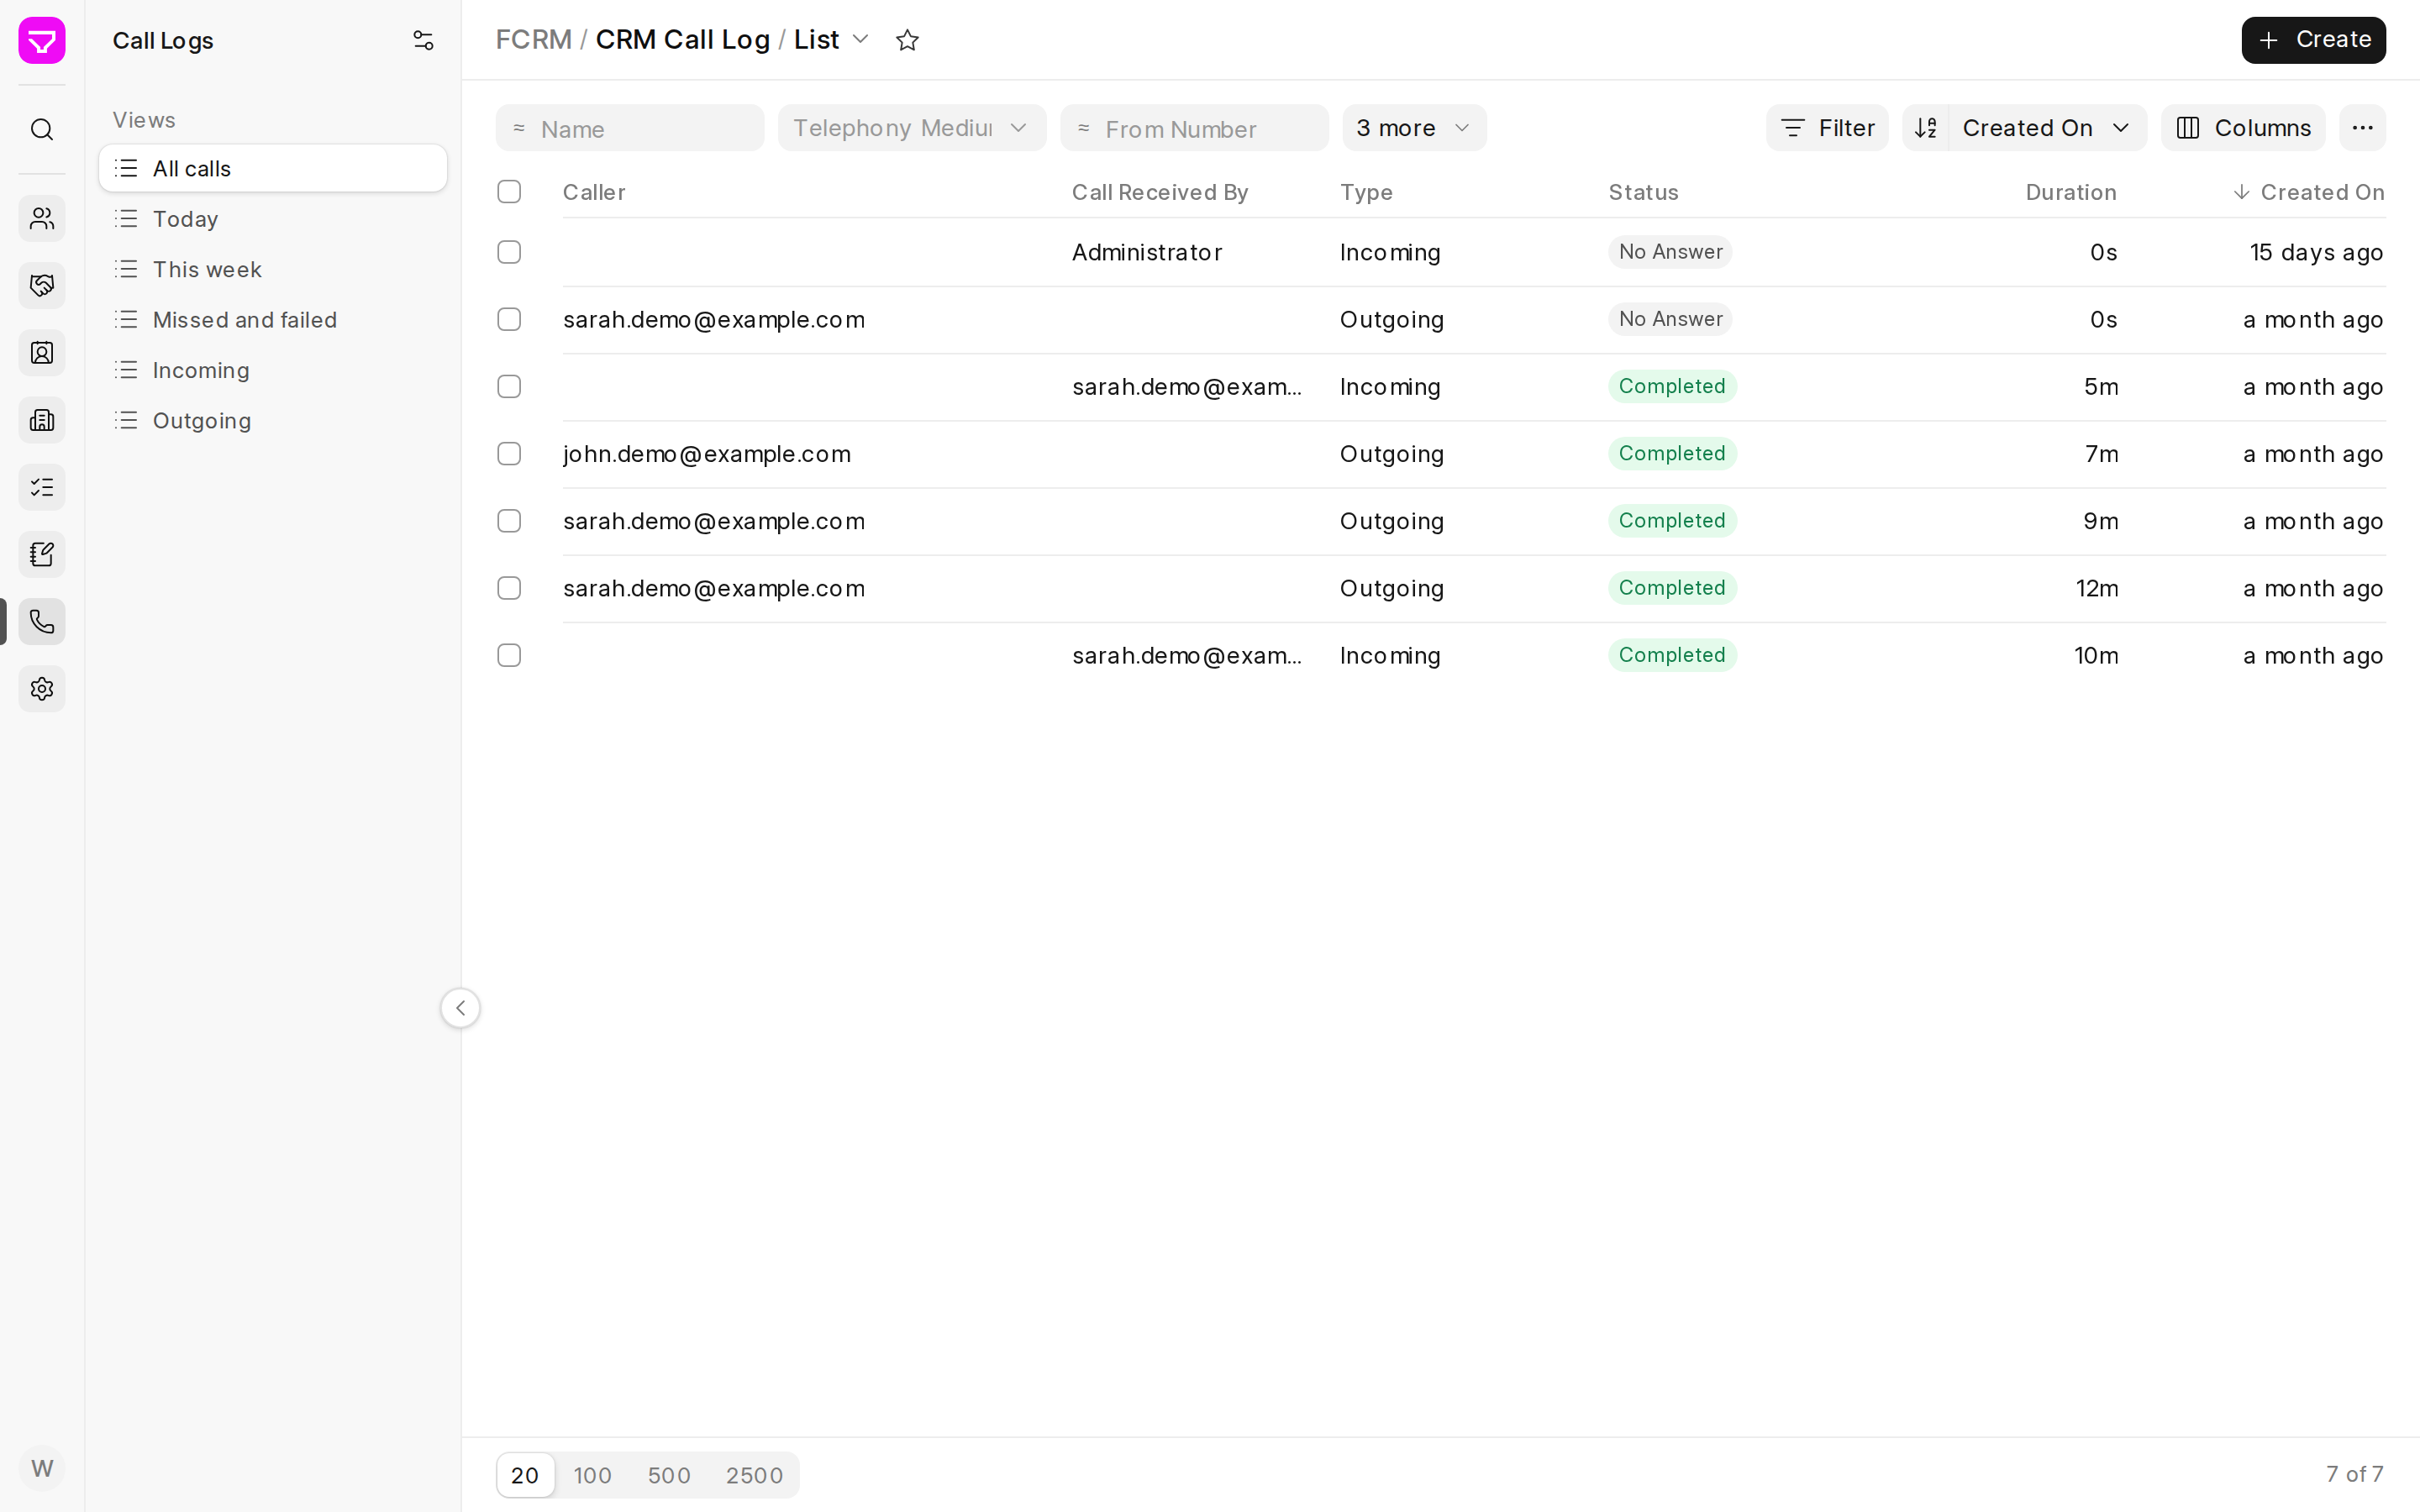 Call Logs
FCRM / CRM Call Log / List
Create
Views
All calls
Today
This week
Missed and failed
Incoming
Outgoing
≈ Name
Telephony Mediu
≈ From Number
3 more
Filter
Created On
Columns
Caller Call Received By Type Status Duration Created On
Administrator Incoming No Answer 0s 15 days ago
sarah.demo@example.com Outgoing No Answer 0s a month ago
sarah.demo@exam... Incoming Completed 5m a month ago
john.demo@example.com Outgoing Completed 7m a month ago
sarah.demo@example.com Outgoing Completed 9m a month ago
sarah.demo@example.com Outgoing Completed 12m a month ago
sarah.demo@exam... Incoming Completed 10m a month ago
W
20 100 500 2500
7 of 7